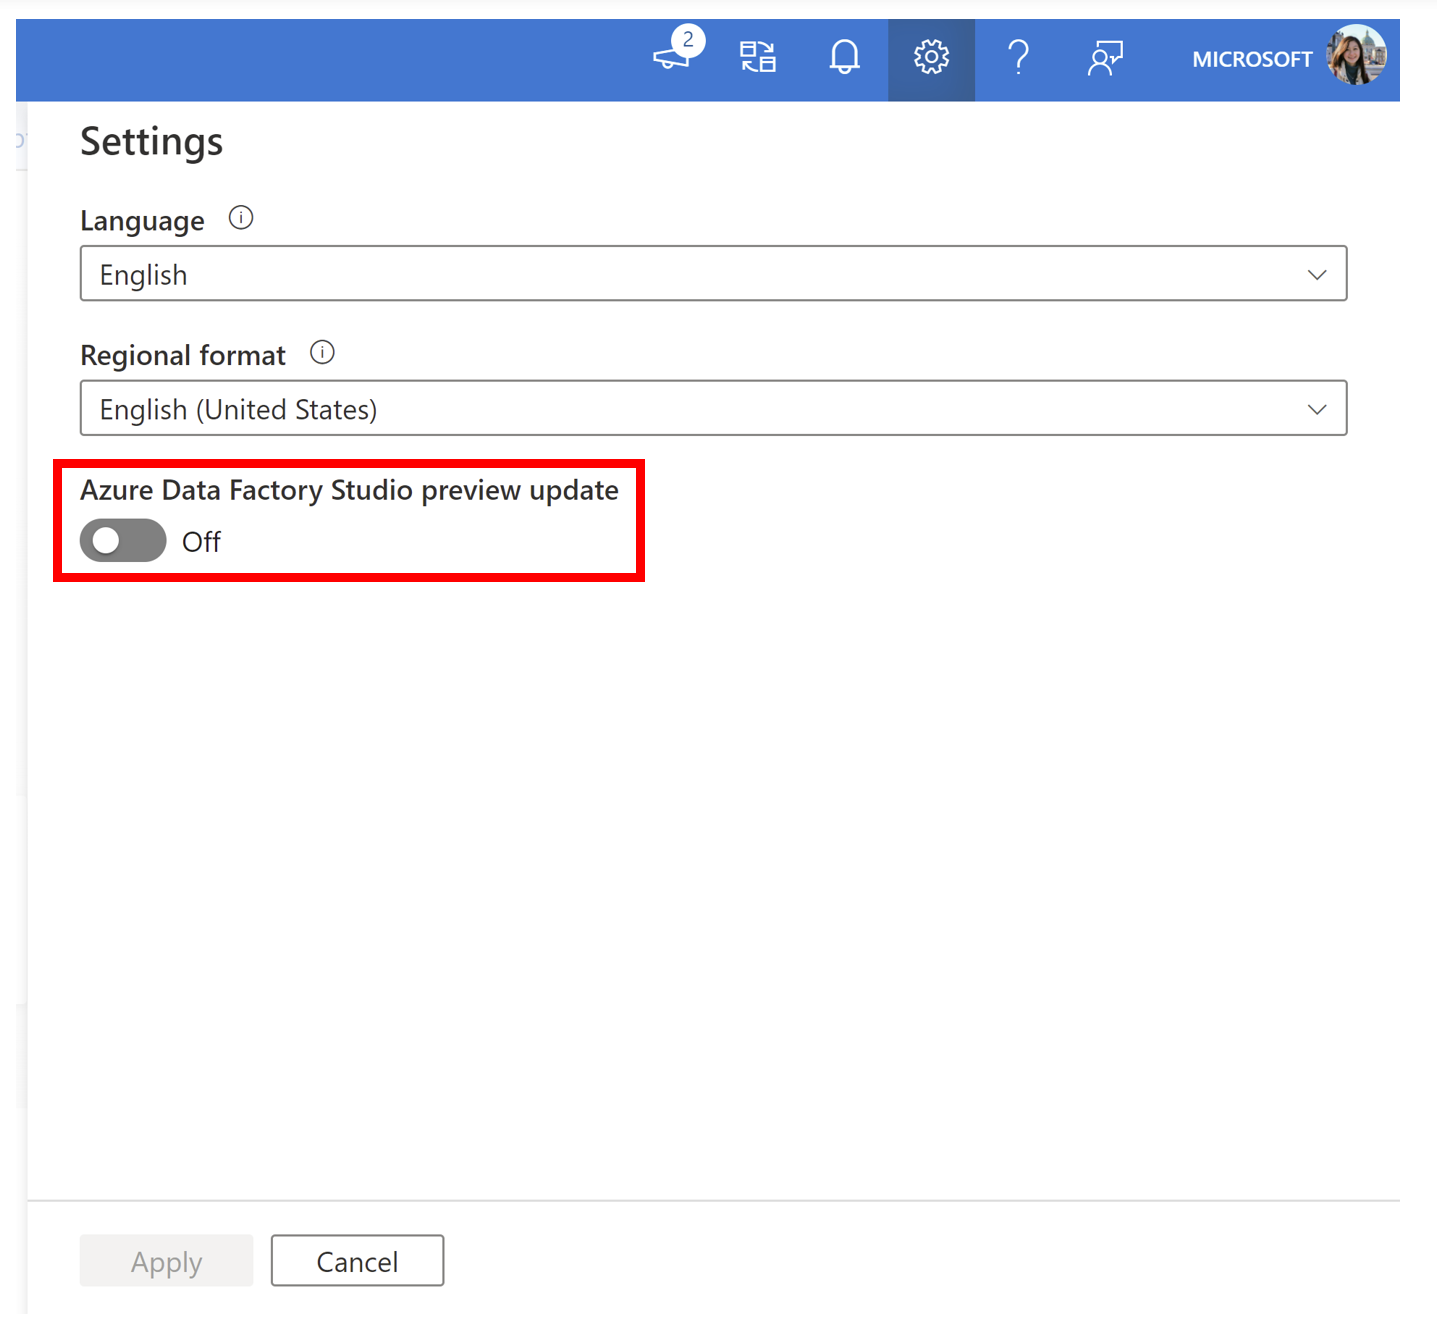 2
MICROSOFT
Settings
Language
English
Regional format
English (United States)
Azure Data Factory Studio preview update
Off
Apply
Cancel